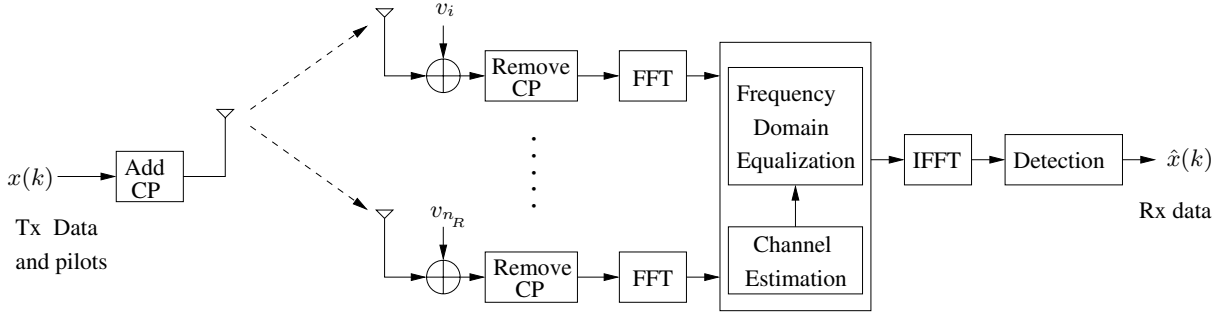 x(k)
Add
CP
Tx Data
and pilots
v_i
Remove
CP
FFT
v_{n_R}
Remove
CP
FFT
Frequency
Domain
Equalization
Channel
Estimation
IFFT
Detection
x̂(k)
Rx data